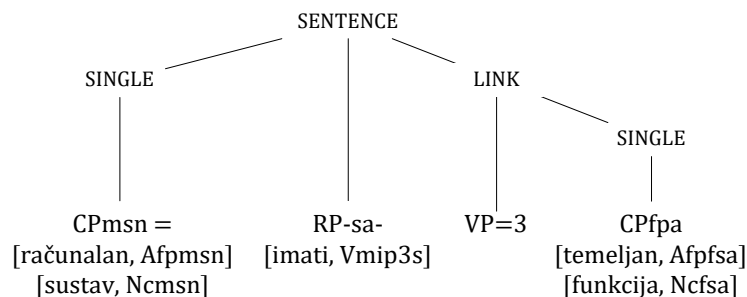 SENTENCE
SINGLE
LINK
SINGLE
CPmsn = RP-sa- VP=3 CPfpa
[računalan, Afpmsn] [imati, Vmip3s] [temeljan, Afpfsa]
[sustav, Ncmsn] [funkcija, Ncfsa]